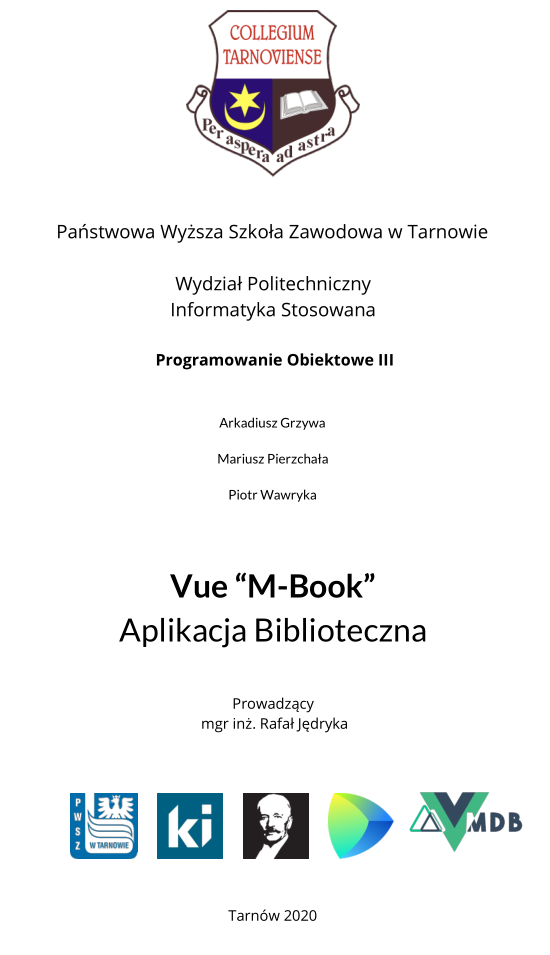 COLLEGIUM
TARNOVIENSE
Per aspera ad astra
Państwowa Wyższa Szkoła Zawodowa w Tarnowie
Wydział Politechniczny
Informatyka Stosowana
Programowanie Obiektowe III
Arkadiusz Grzywa
Mariusz Pierzchała
Piotr Wawryka
Vue “M-Book”
Aplikacja Biblioteczna
Prowadzący
mgr inż. Rafał Jędryka
PWSZ
W TARNOWIE
ki
MDB
Tarnów 2020